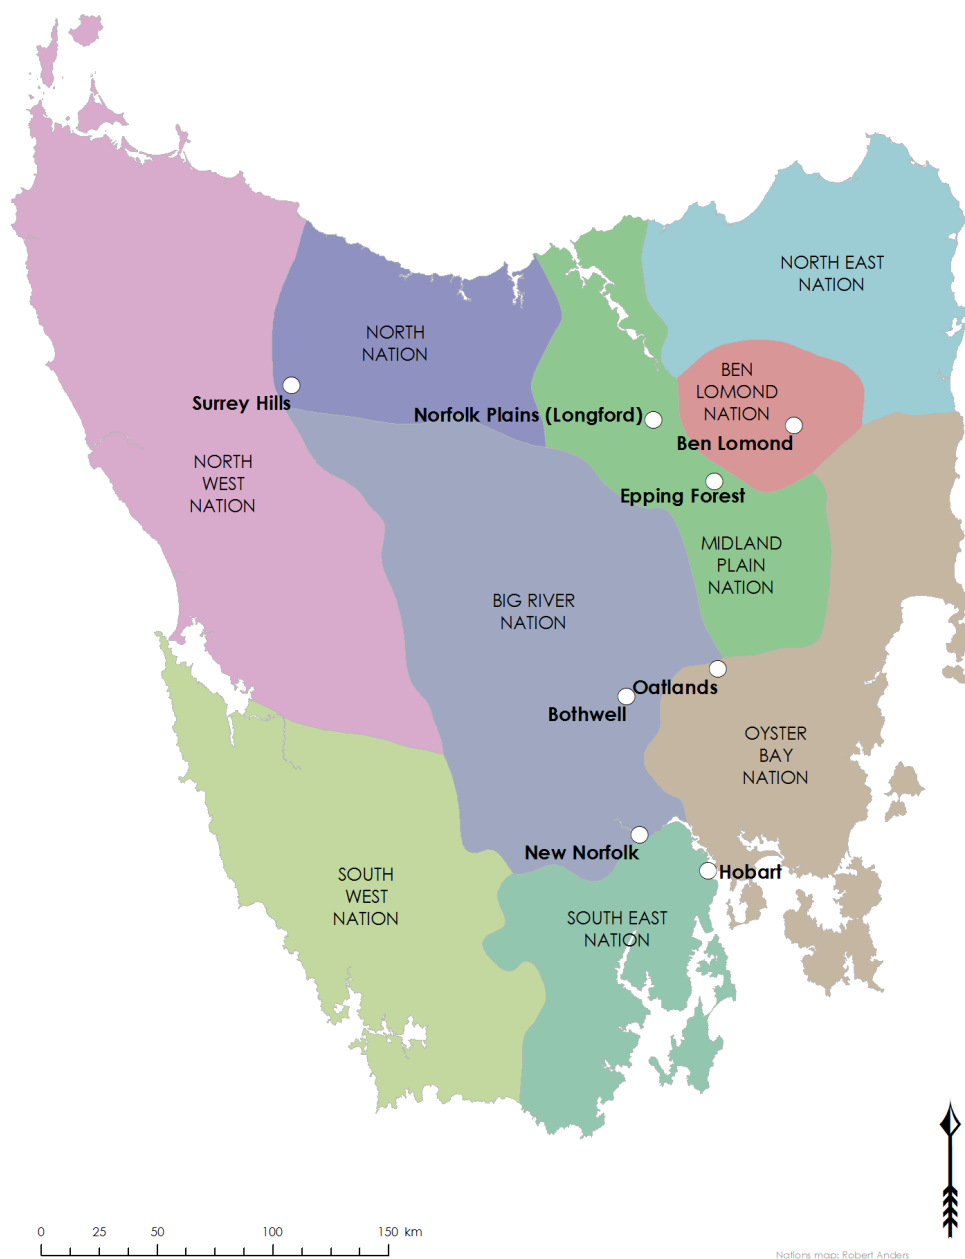 NORTH EAST
NATION
NORTH
NATION
BEN
LOMOND
NATION
Surrey Hills
Norfolk Plains (Longford)
Ben Lomond
NORTH
WEST
NATION
Epping Forest
MIDLAND
PLAIN
NATION
BIG RIVER
NATION
Oatlands
Bothwell
OYSTER
BAY
NATION
New Norfolk
Hobart
SOUTH
WEST
NATION
SOUTH EAST
NATION
0 25 50 100 150 km
Nations map: Robert Anders